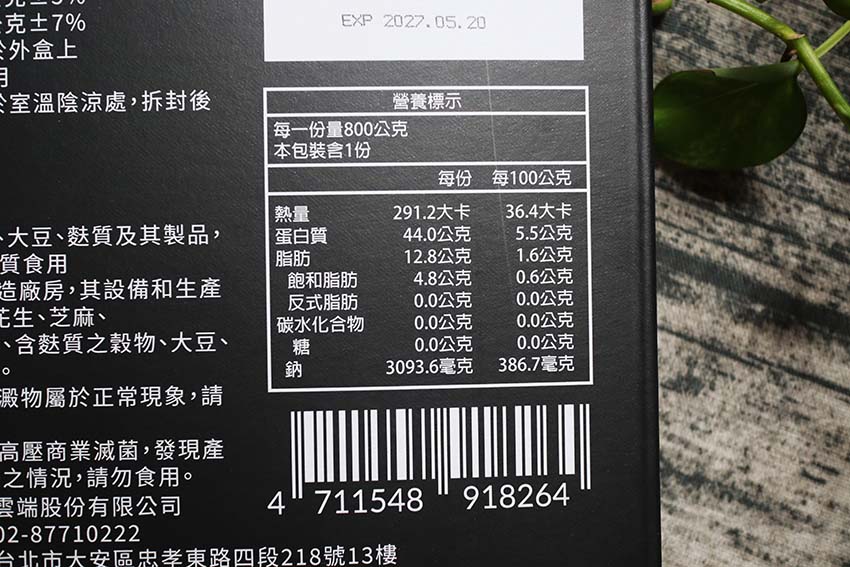 公克±7%
於外盒上
用
於室溫陰涼處，拆封後
、大豆、麩質及其製品，
質食用
造廠房，其設備和生產
花生、芝麻、
、含麩質之穀物、大豆、
。
澱物屬於正常現象，請
高壓商業滅菌，發現產
之情況，請勿食用。
雲端股份有限公司
02-87710222
台北市大安區忠孝東路四段218號13樓
EXP 2027.05.20
營養標示
每一份量800公克
本包裝含1份
每份 每100公克
熱量 291.2大卡 36.4大卡
蛋白質 44.0公克 5.5公克
脂肪 12.8公克 1.6公克
飽和脂肪 4.8公克 0.6公克
反式脂肪 0.0公克 0.0公克
碳水化合物 0.0公克 0.0公克
糖 0.0公克 0.0公克
鈉 3093.6毫克 386.7毫克
4 711548 918264